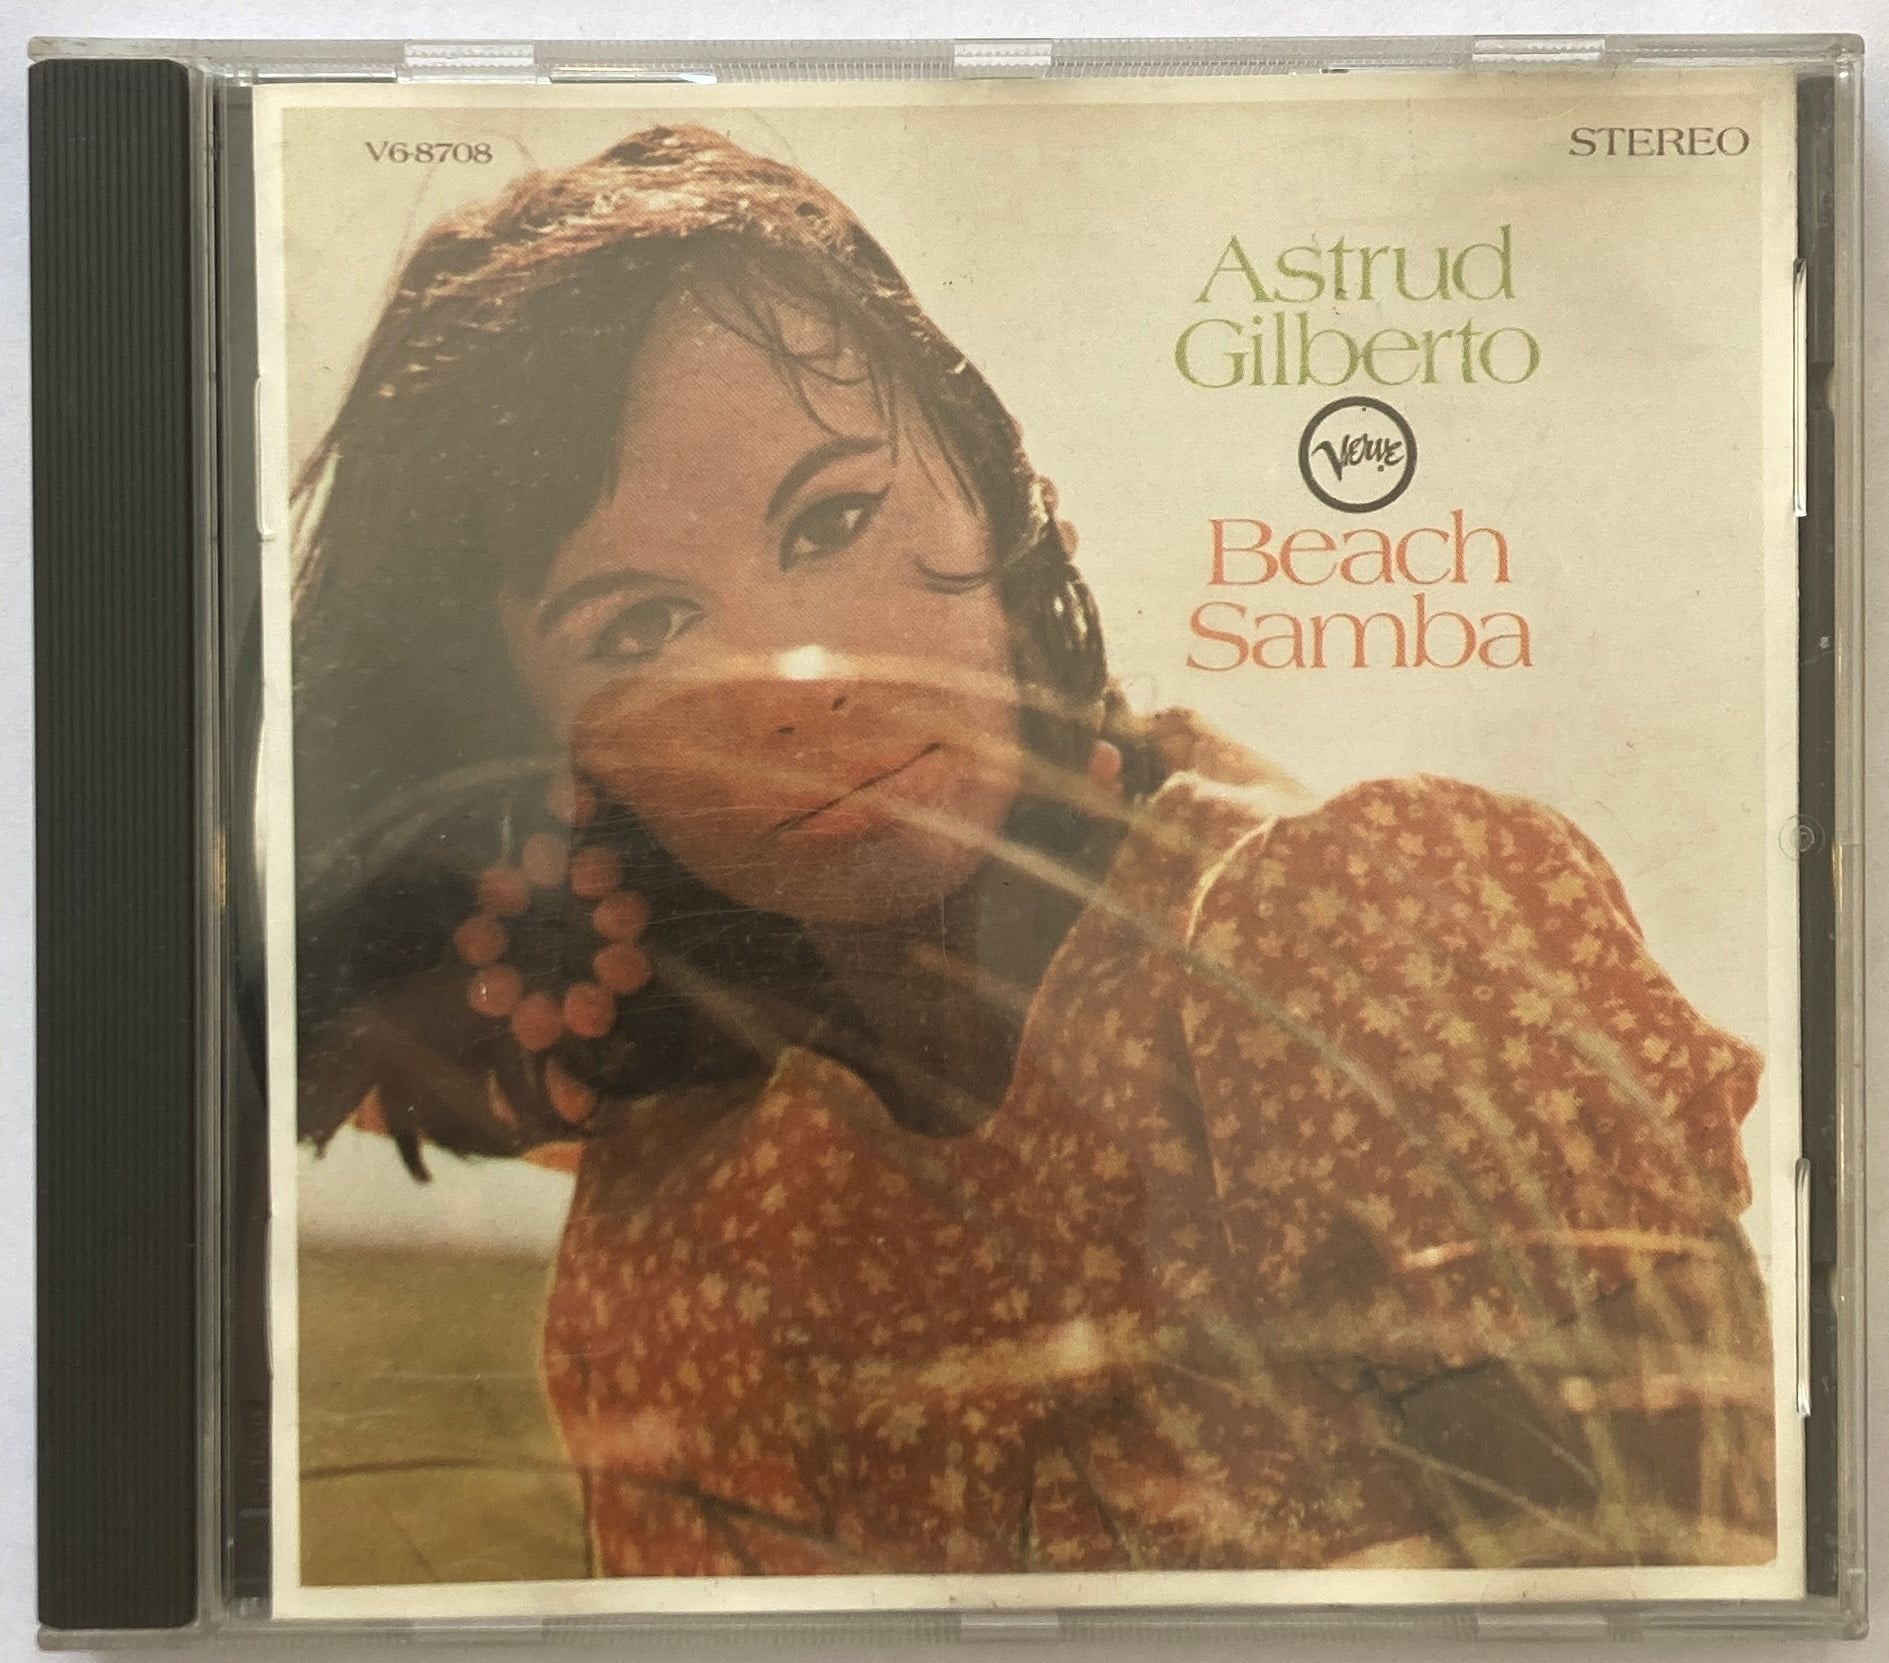 V6-8708
STEREO
Astrud
Gilberto
Verve
Beach
Samba